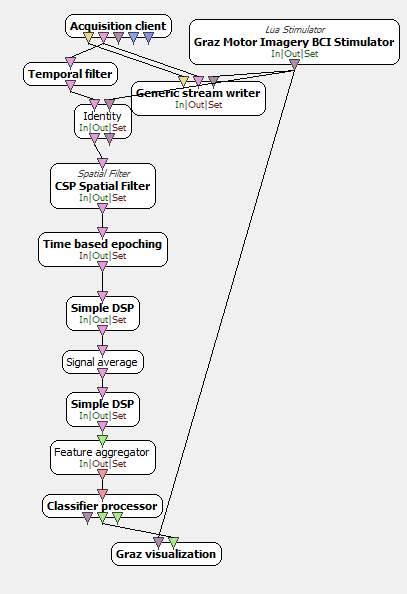 Acquisition client
Lua Stimulator
Graz Motor Imagery BCI Stimulator
In|Out|Set
Temporal filter
Generic stream writer
In|Out|Set
Identity
In|Out|Set
Spatial Filter
CSP Spatial Filter
In|Out|Set
Time based epoching
In|Out|Set
Simple DSP
In|Out|Set
Signal average
Simple DSP
In|Out|Set
Feature aggregator
In|Out|Set
Classifier processor
Graz visualization